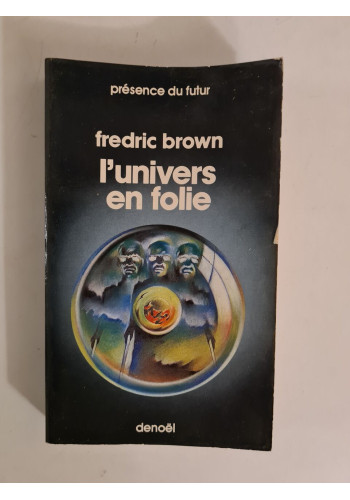 présence du futur
fredric brown
l'univers
en folie
denoël